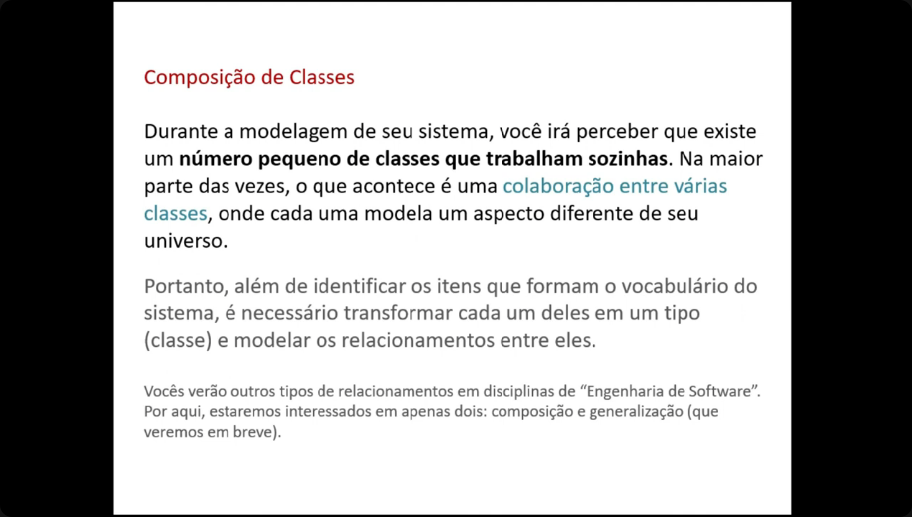 Composição de Classes
Durante a modelagem de seu sistema, você irá perceber que existe
um número pequeno de classes que trabalham sozinhas. Na maior
parte das vezes, o que acontece é uma colaboração entre várias
classes, onde cada uma modela um aspecto diferente de seu
universo.
Portanto, além de identificar os itens que formam o vocabulário do
sistema, é necessário transformar cada um deles em um tipo
(classe) e modelar os relacionamentos entre eles.
Vocês verão outros tipos de relacionamentos em disciplinas de “Engenharia de Software”.
Por aqui, estaremos interessados em apenas dois: composição e generalização (que
veremos em breve).